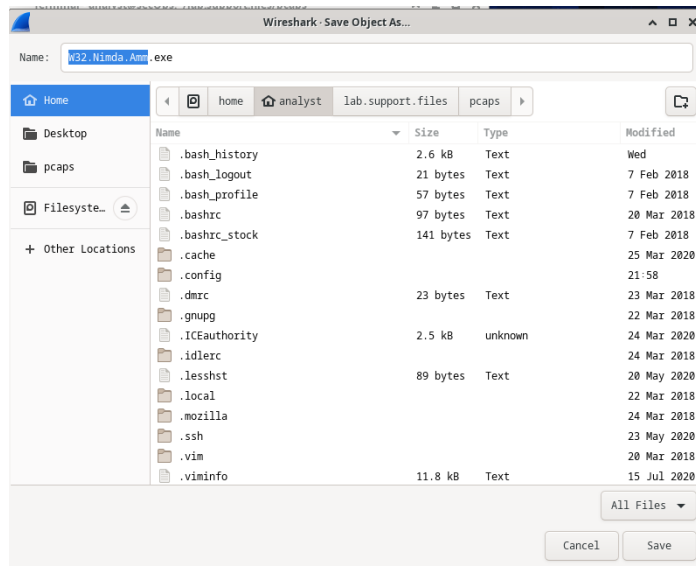 Wireshark · Save Object As...
Name: W32.Nimda.Amm.exe
Home
Desktop
pcaps
Filesyste...
+ Other Locations
home analyst lab.support.files pcaps
Name Size Type Modified
.bash_history 2.6 kB Text Wed
.bash_logout 21 bytes Text 7 Feb 2018
.bash_profile 57 bytes Text 7 Feb 2018
.bashrc 97 bytes Text 20 Mar 2018
.bashrc_stock 141 bytes Text 7 Feb 2018
.cache 25 Mar 2020
.config 21:58
.dmrc 23 bytes Text 23 Mar 2018
.gnupg 22 Mar 2018
.ICEauthority 2.5 kB unknown 24 Mar 2020
.idlerc 24 Mar 2018
.lesshst 89 bytes Text 20 May 2020
.local 22 Mar 2018
.mozilla 24 Mar 2018
.ssh 23 May 2020
.vim 20 Mar 2018
.viminfo 11.8 kB Text 15 Jul 2020
All Files
Cancel Save